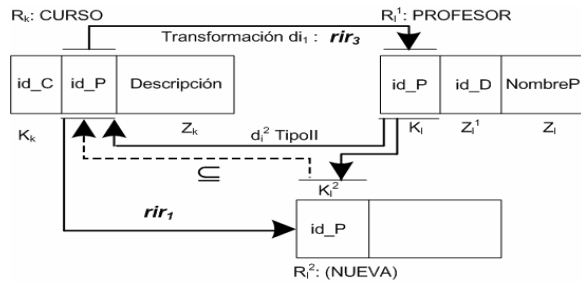 Rₖ: CURSO
Rₗ¹: PROFESOR
Transformación di₁ : rir₃
id_C id_P Descripción
id_P id_D NombreP
Kₖ Zₖ
Kₗ Zₗ¹ Zₗ
dᵢ² TipoII
⊆
Kₗ²
rir₁
id_P
Rₗ²: (NUEVA)